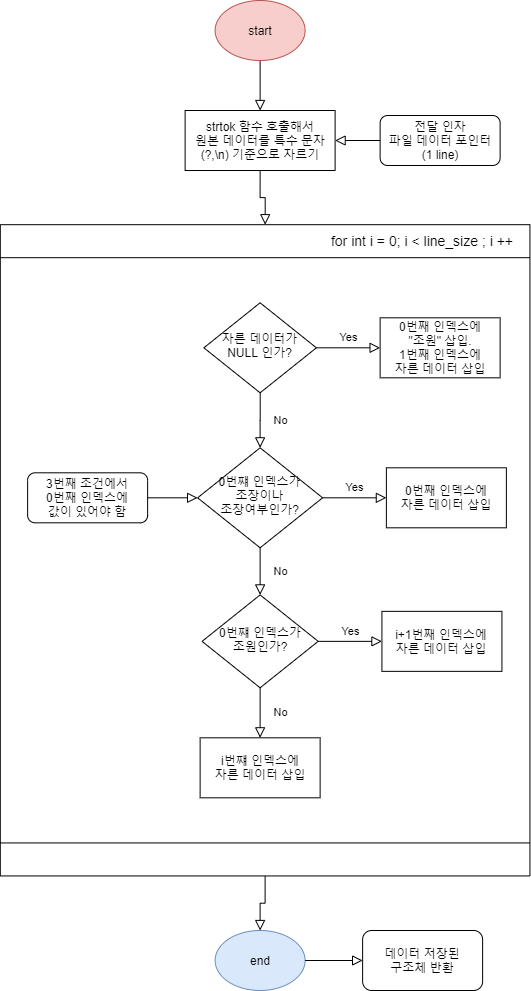 start
strtok 함수 호출해서
원본 데이터를 특수 문자
(?,\n) 기준으로 자르기
전달 인자
파일 데이터 포인터
(1 line)
for int i = 0; i < line_size ; i ++
자른 데이터가
NULL 인가?
Yes
0번째 인덱스에
"조원" 삽입.
1번째 인덱스에
자른 데이터 삽입
No
3번째 조건에서
0번째 인덱스에
값이 있어야 함
0번째 인덱스가
조장이나
조장여부인가?
Yes
0번째 인덱스에
자른 데이터 삽입
No
0번째 인덱스가
조원인가?
Yes
i+1번째 인덱스에
자른 데이터 삽입
No
i번째 인덱스에
자른 데이터 삽입
end
데이터 저장된
구조체 반환